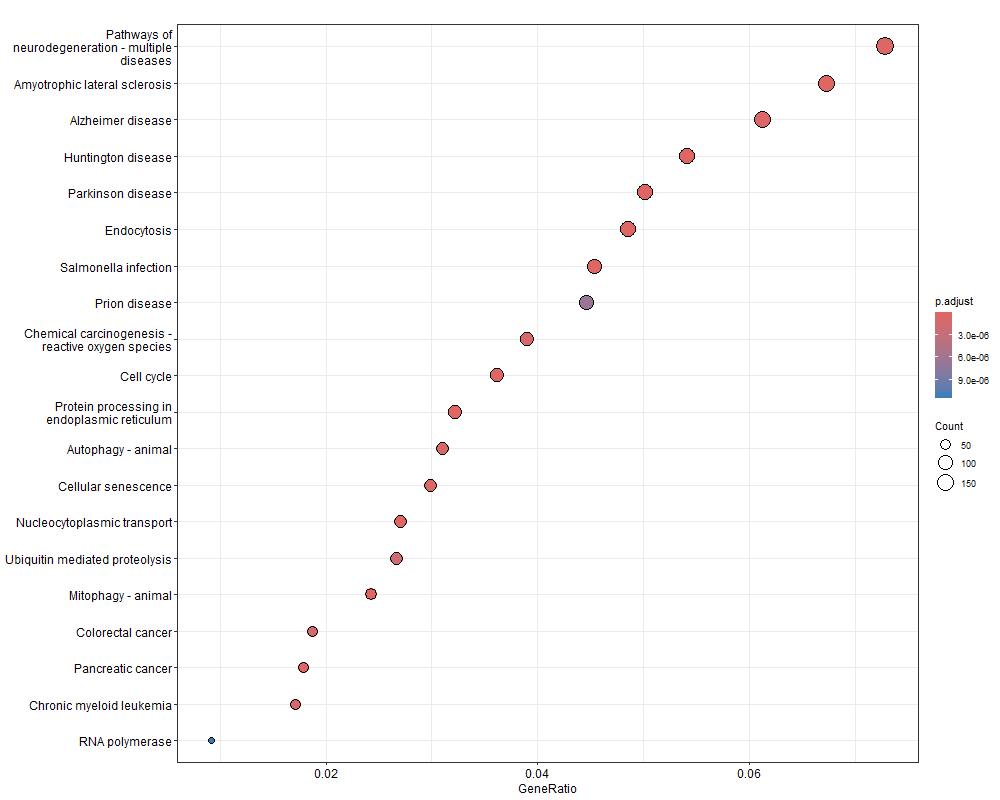 Pathways of
neurodegeneration - multiple
diseases
Amyotrophic lateral sclerosis
Alzheimer disease
Huntington disease
Parkinson disease
Endocytosis
Salmonella infection
Prion disease
Chemical carcinogenesis -
reactive oxygen species
Cell cycle
Protein processing in
endoplasmic reticulum
Autophagy - animal
Cellular senescence
Nucleocytoplasmic transport
Ubiquitin mediated proteolysis
Mitophagy - animal
Colorectal cancer
Pancreatic cancer
Chronic myeloid leukemia
RNA polymerase
0.02 0.04 0.06
GeneRatio
p.adjust
3.0e-06
6.0e-06
9.0e-06
Count
50
100
150